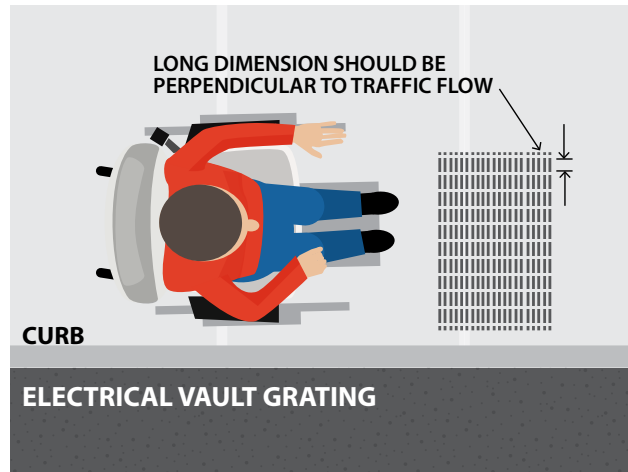 LONG DIMENSION SHOULD BE
PERPENDICULAR TO TRAFFIC FLOW
CURB
ELECTRICAL VAULT GRATING